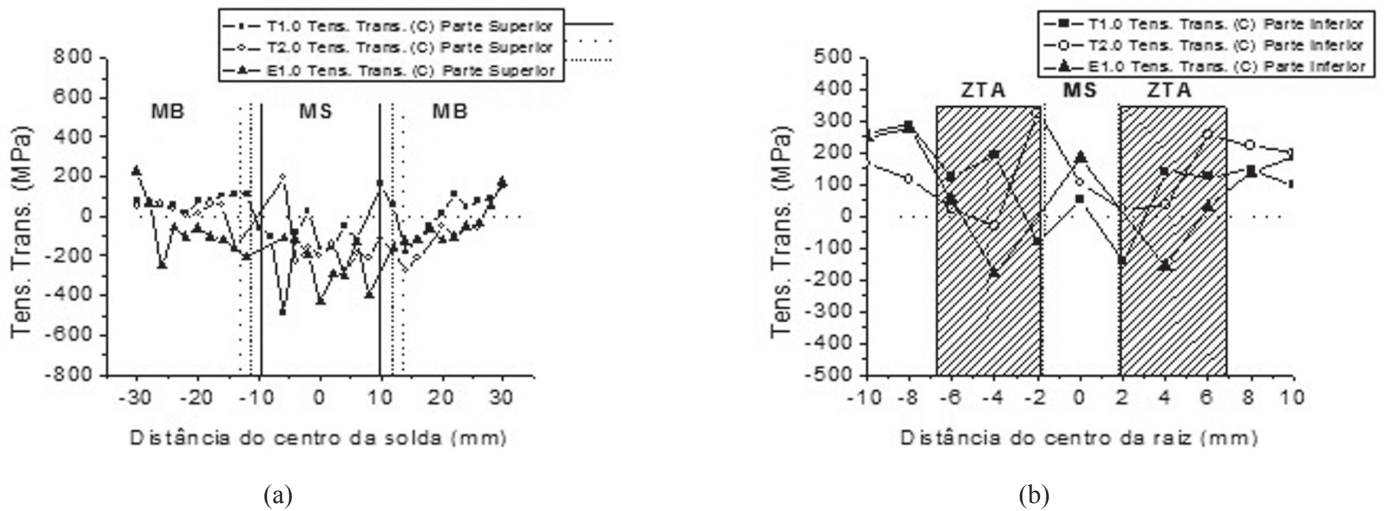 T1.0 Tens. Trans. (C) Parte Superior
T2.0 Tens. Trans. (C) Parte Superior
E1.0 Tens. Trans. (C) Parte Superior
800
600
400
200
0
-200
-400
-600
-800
Tens. Trans. (MPa)
MB MS MB
-30 -20 -10 0 10 20 30
Distância do centro da solda (mm)
(a)
T1.0 Tens. Trans. (C) Parte Inferior
T2.0 Tens. Trans. (C) Parte Inferior
E1.0 Tens. Trans. (C) Parte Inferior
500
400
300
200
100
0
-100
-200
-300
-400
-500
Tens. Trans. (MPa)
ZTA MS ZTA
-10 -8 -6 -4 -2 0 2 4 6 8 10
Distância do centro da raiz (mm)
(b)